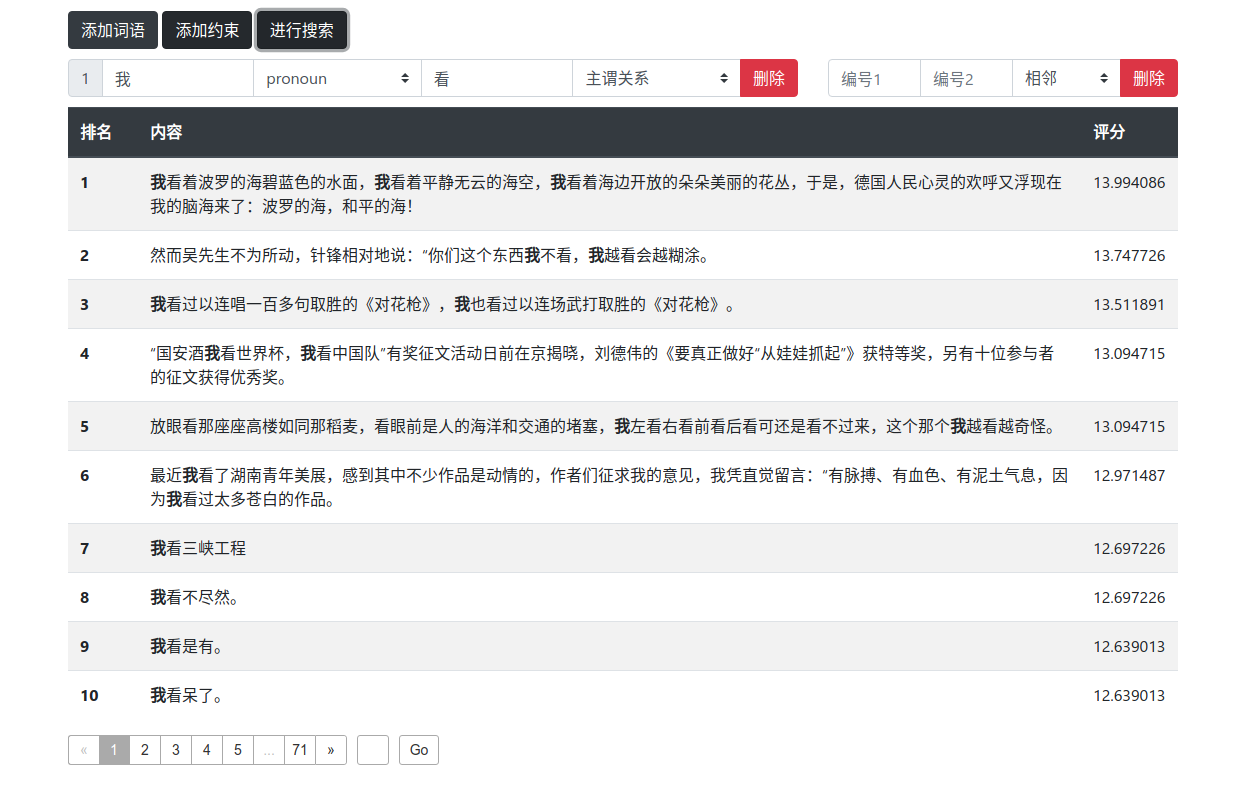 添加词语 添加约束 进行搜索
1 我 pronoun 看 主谓关系 删除 编号1 编号2 相邻 删除
排名 内容 评分
1 我看着波罗的海碧蓝色的水面，我看着平静无云的海空，我看着海边开放的朵朵美丽的花丛，于是，德国人民心灵的欢呼又浮现在 13.994086
我的脑海来了：波罗的海，和平的海！
2 然而吴先生不为所动，针锋相对地说：“你们这个东西我不看，我越看会越糊涂。 13.747726
3 我看过以连唱一百多句取胜的《对花枪》，我也看过以连场武打取胜的《对花枪》。 13.511891
4 “国安酒我看世界杯，我看中国队”有奖征文活动日前在京揭晓，刘德伟的《要真正做好“从娃娃抓起”》获特等奖，另有十位参与者 13.094715
的征文获得优秀奖。
5 放眼看那座座高楼如同那稻麦，看眼前是人的海洋和交通的堵塞，我左看右看前看后看可还是看不过来，这个那个我越看越奇怪。 13.094715
6 最近我看了湖南青年美展，感到其中不少作品是动情的，作者们征求我的意见，我凭直觉留言：“有脉搏、有血色、有泥土气息，因 12.971487
为我看过太多苍白的作品。
7 我看三峡工程 12.697226
8 我看不尽然。 12.697226
9 我看是有。 12.639013
10 我看呆了。 12.639013
« 1 2 3 4 5 ... 71 » Go